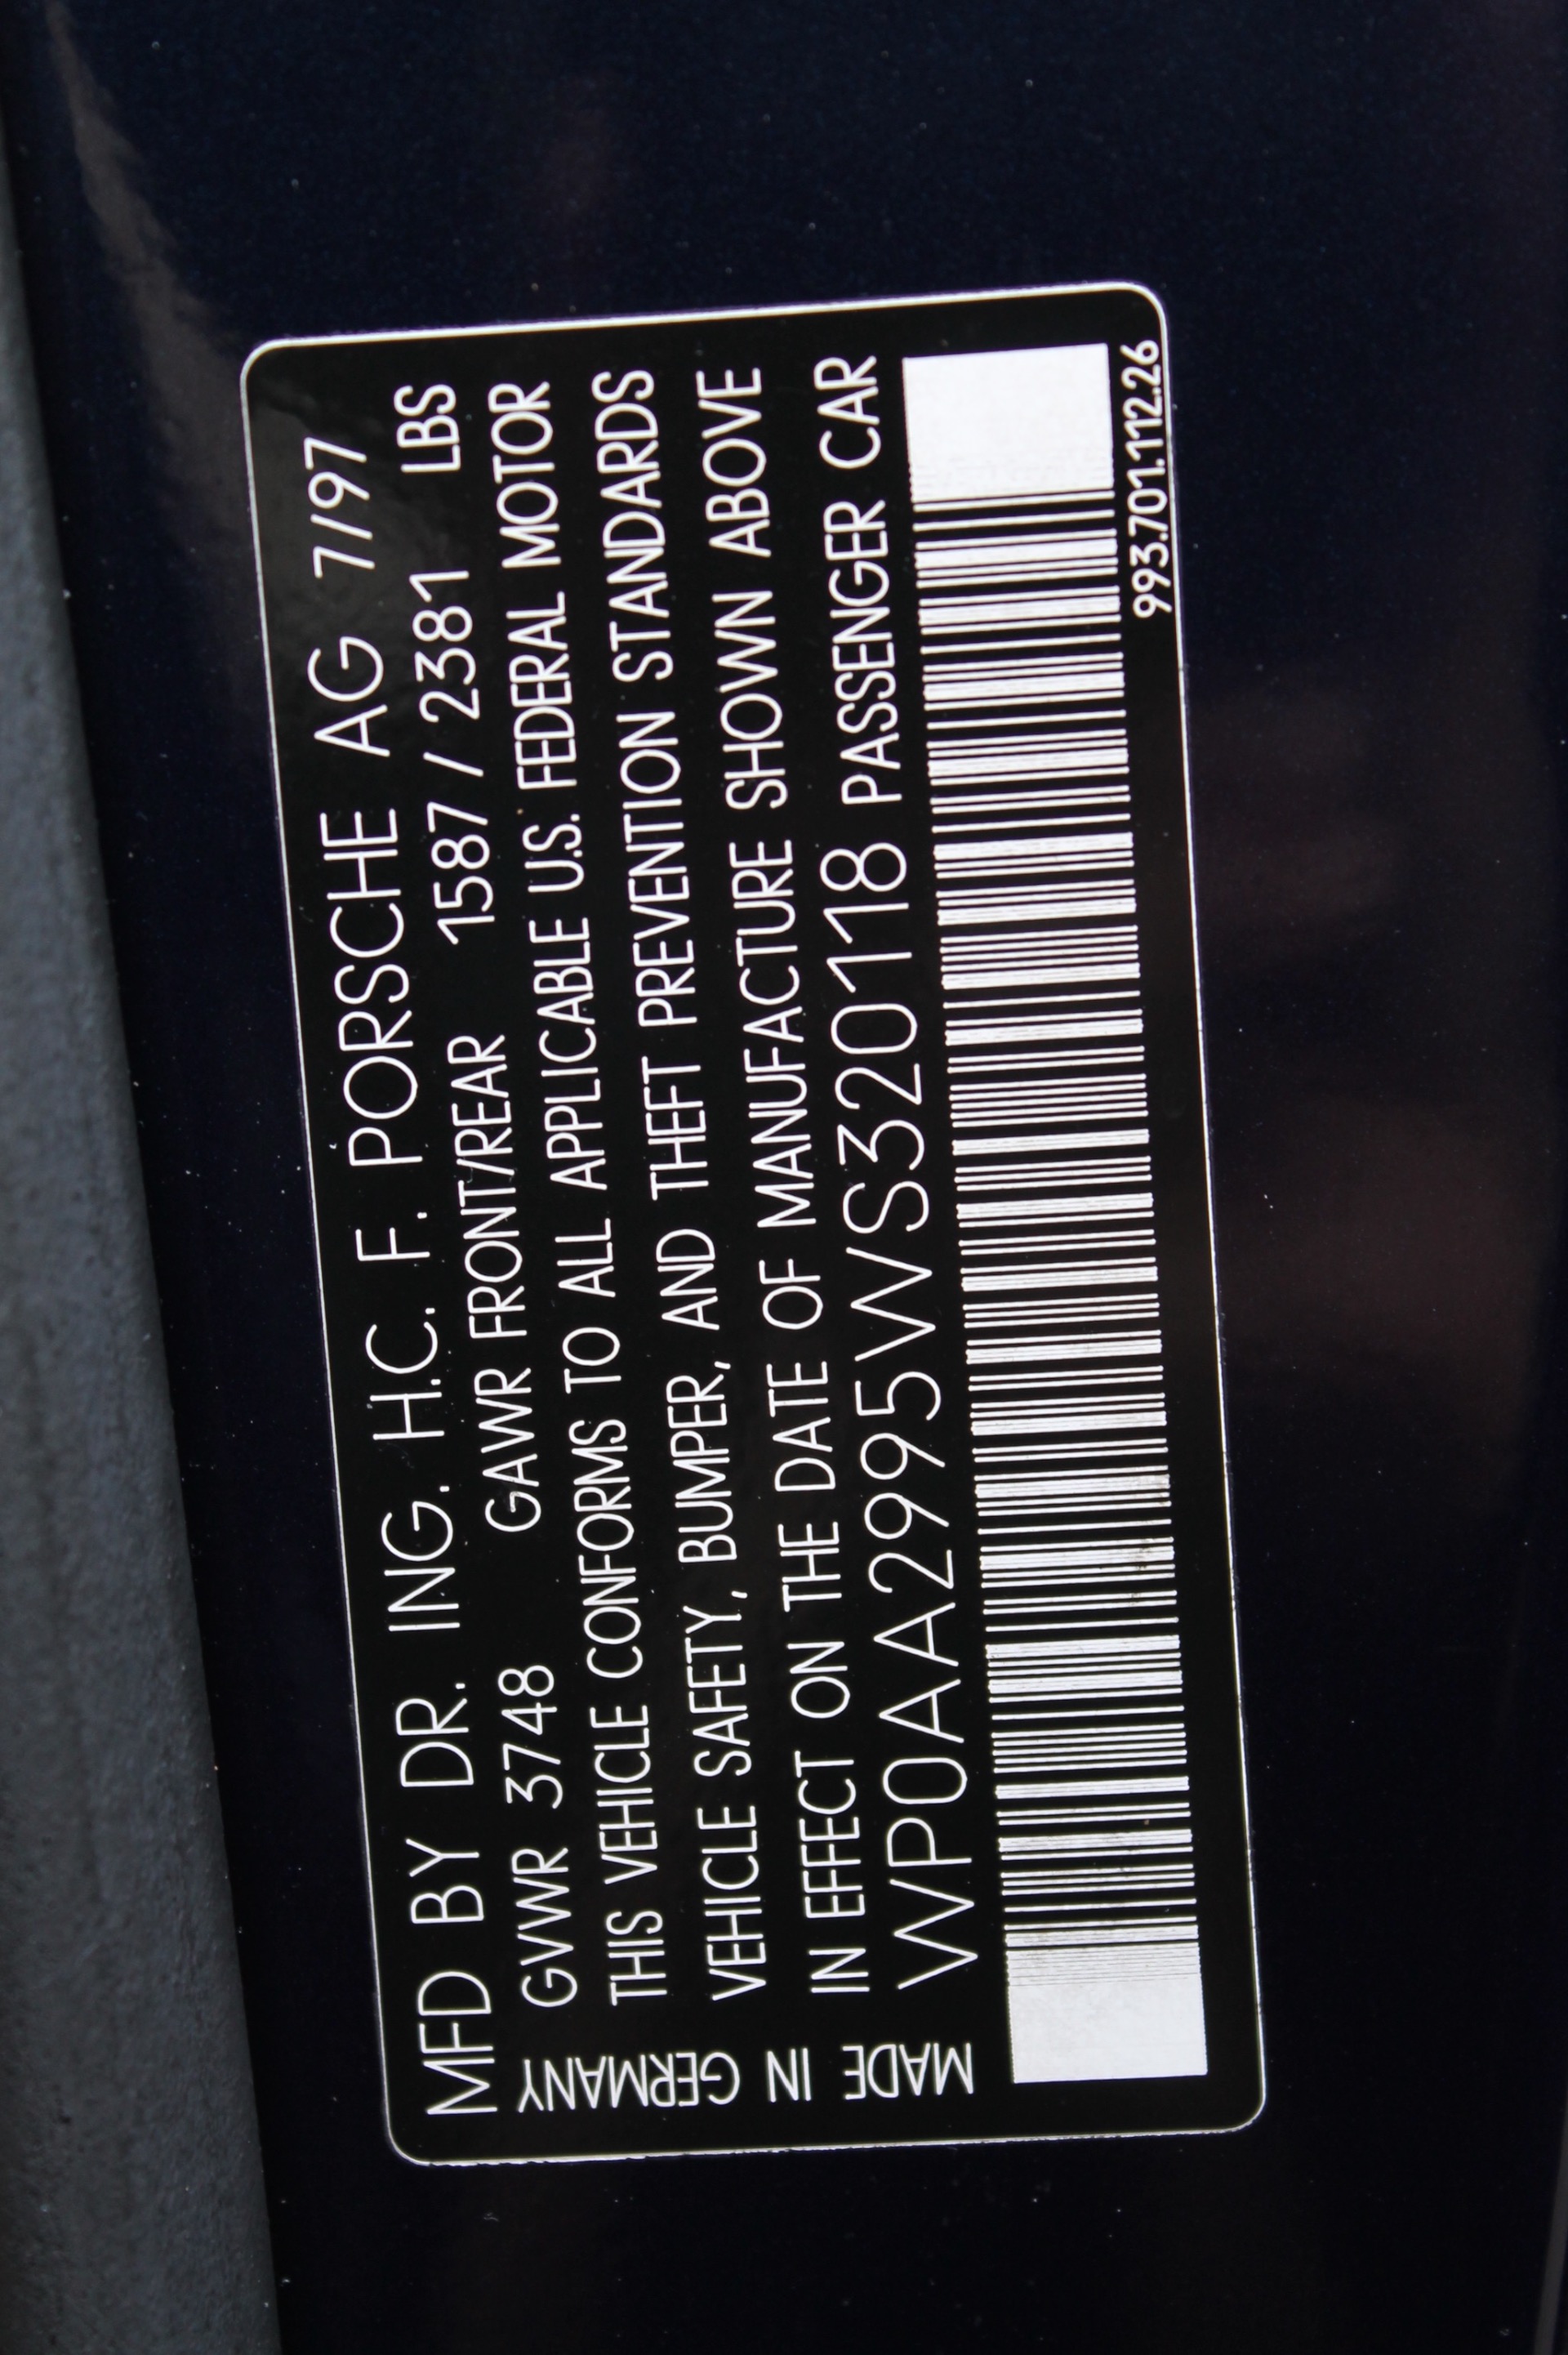 MFD BY DR. ING. H.C. F. PORSCHE AG 7/97
GVWR 3748 GAWR FRONT/REAR 1587 / 2381 LBS
THIS VEHICLE CONFORMS TO ALL APPLICABLE U.S. FEDERAL MOTOR
VEHICLE SAFETY, BUMPER, AND THEFT PREVENTION STANDARDS
IN EFFECT ON THE DATE OF MANUFACTURE SHOWN ABOVE
WP0AA2995WS320118 PASSENGER CAR
MADE IN GERMANY
993.701.112.26